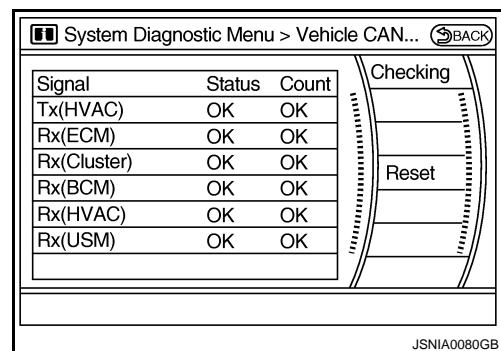 i System Diagnostic Menu > Vehicle CAN... BACK
Checking
Signal Status Count
Tx(HVAC) OK OK
Rx(ECM) OK OK
Rx(Cluster) OK OK
Rx(BCM) OK OK
Rx(HVAC) OK OK
Rx(USM) OK OK
Reset
JSNIA0080GB